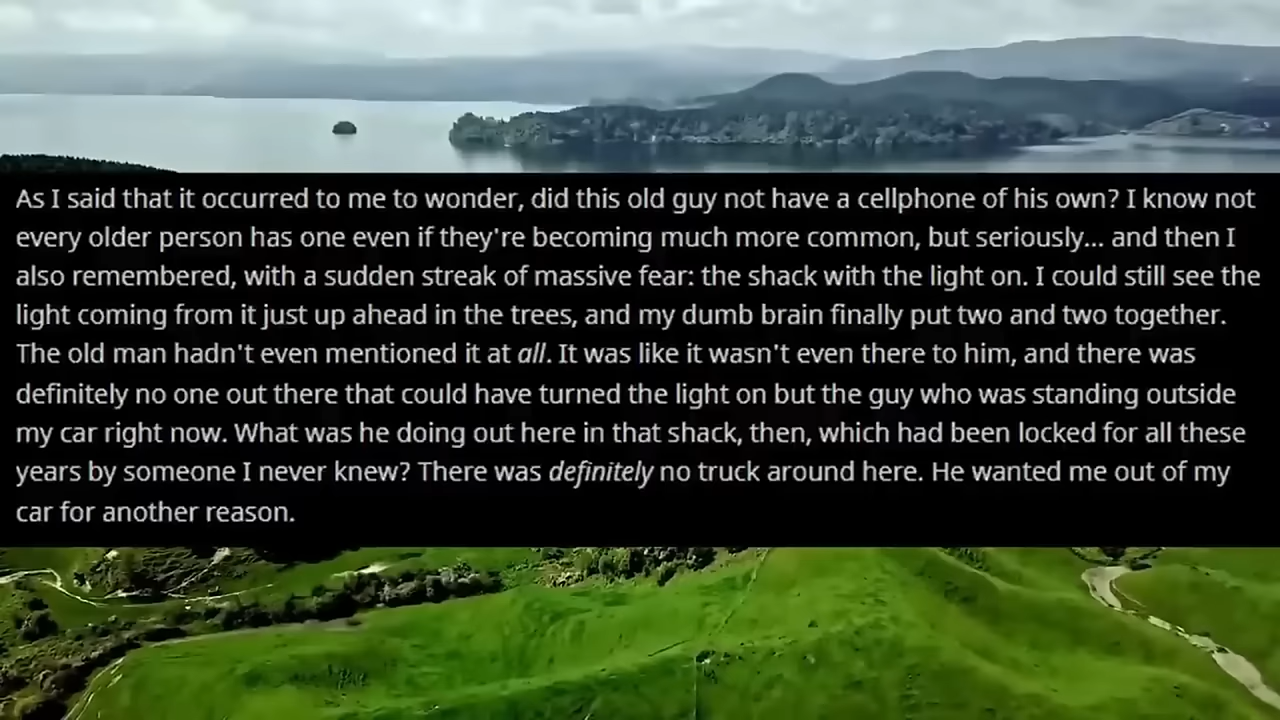 As I said that it occurred to me to wonder, did this old guy not have a cellphone of his own? I know not
every older person has one even if they're becoming much more common, but seriously... and then I
also remembered, with a sudden streak of massive fear: the shack with the light on. I could still see the
light coming from it just up ahead in the trees, and my dumb brain finally put two and two together.
The old man hadn't even mentioned it at all. It was like it wasn't even there to him, and there was
definitely no one out there that could have turned the light on but the guy who was standing outside
my car right now. What was he doing out here in that shack, then, which had been locked for all these
years by someone I never knew? There was definitely no truck around here. He wanted me out of my
car for another reason.